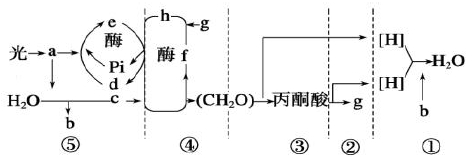 e h g [H]
光 a 酶 酶 f H₂O
Pi
d [H]
H₂O c (CH₂O) 丙酮酸 g
b b
⑤ ④ ③ ② ①